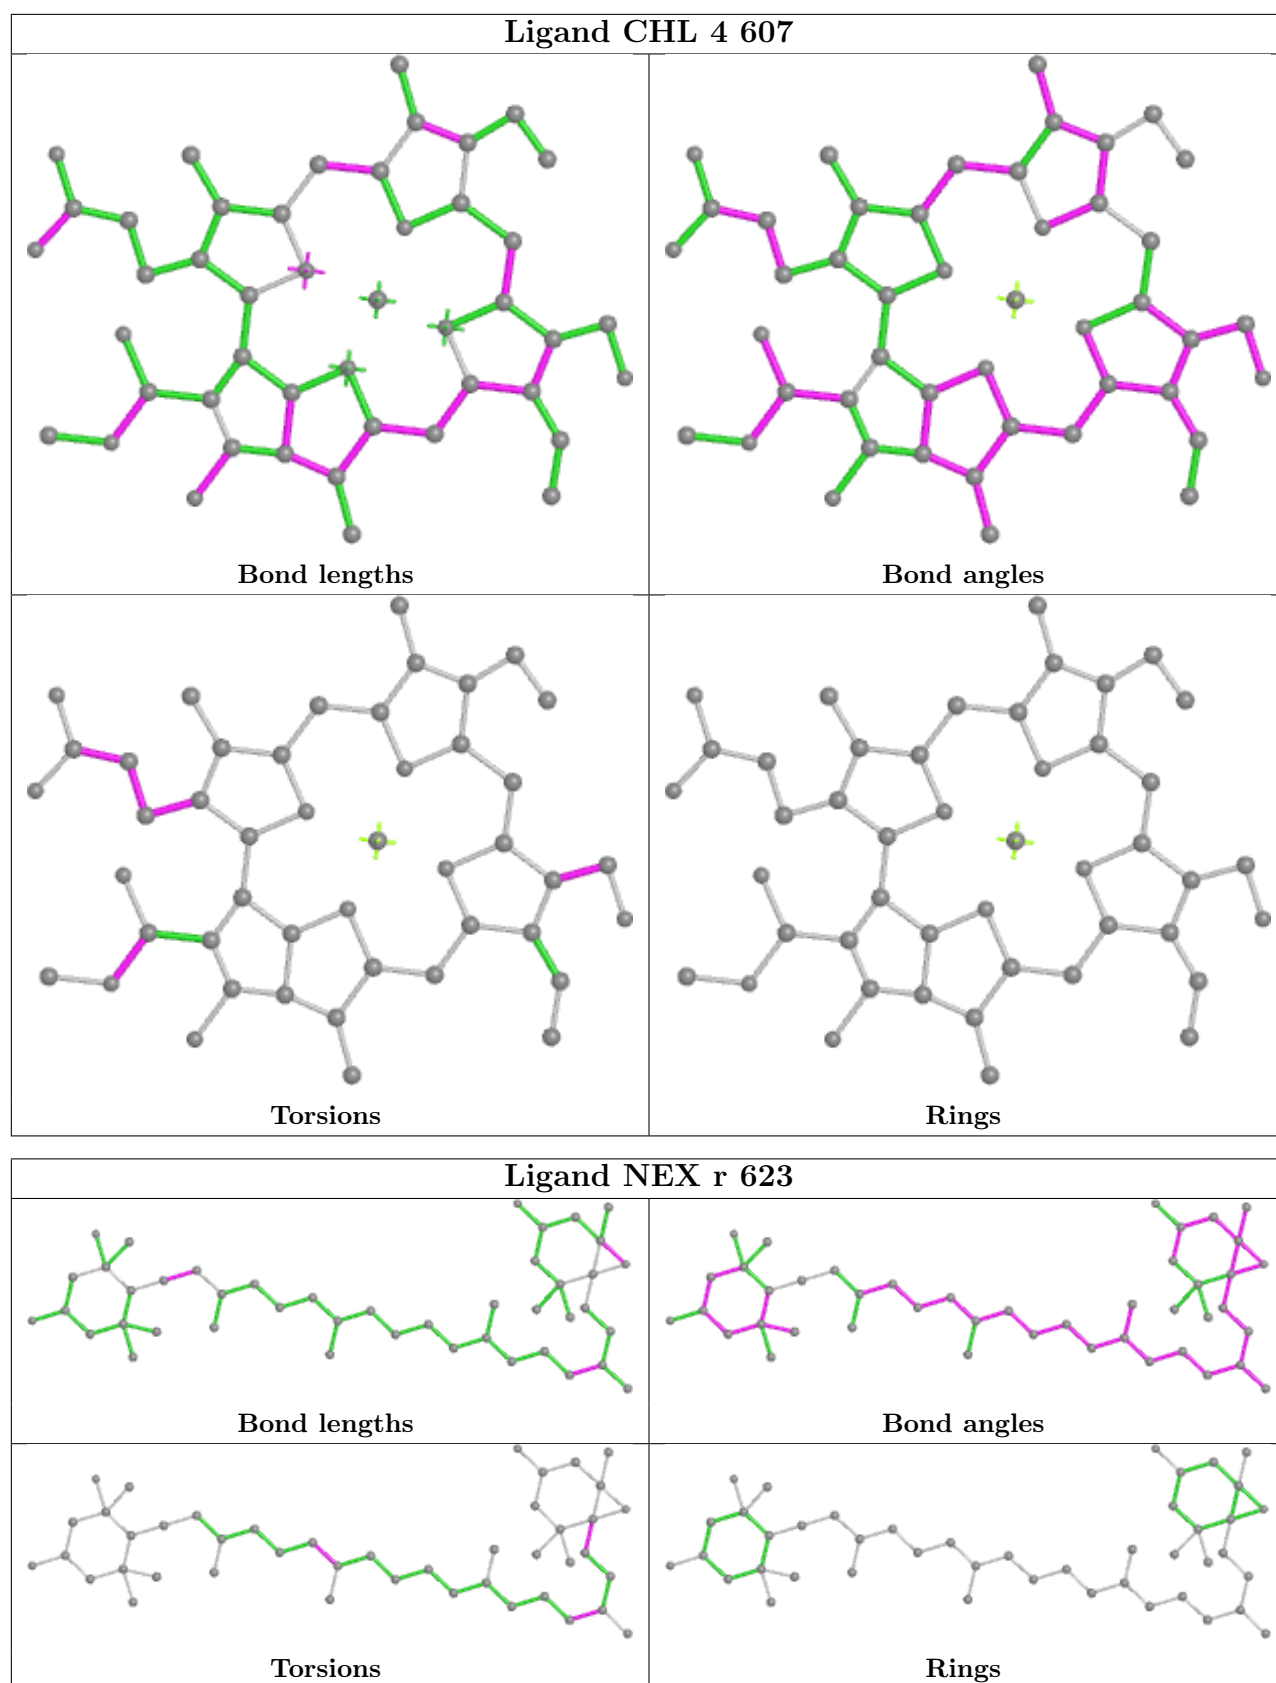 Ligand CHL 4 607
Bond lengths
Bond angles
Torsions
Rings
Ligand NEX r 623
Bond lengths
Bond angles
Torsions
Rings